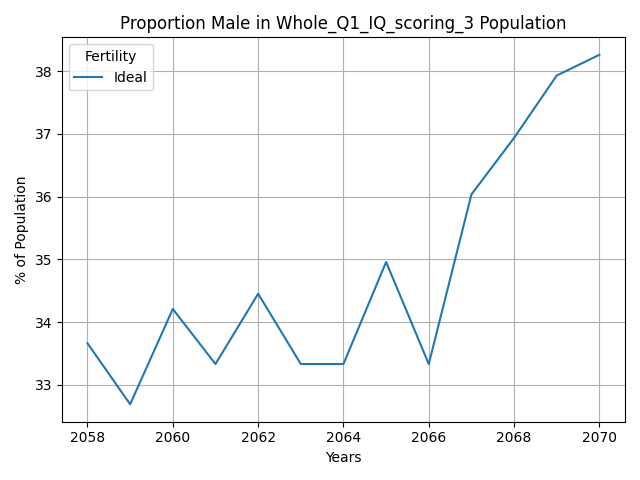 Proportion Male in Whole_Q1_IQ_scoring_3 Population
Fertility
Ideal
38
37
36
35
34
33
% of Population
2058 2060 2062 2064 2066 2068 2070
Years